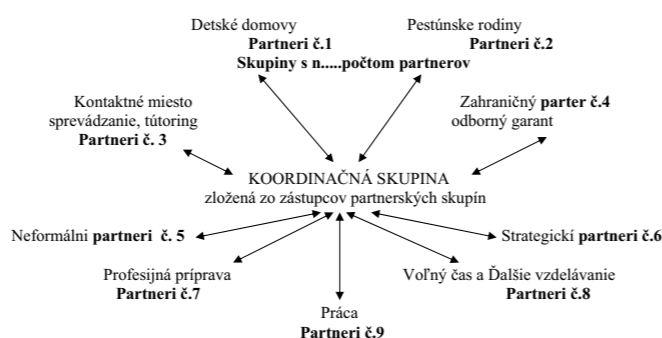 Detské domovy
Partneri č.1
Pestúnske rodiny
Partneri č.2
Skupiny s n.....počtom partnerov
Kontaktné miesto
sprevádzanie, tútoring
Partneri č. 3
Zahraničný parter č.4
odborný garant
KOORDINAČNÁ SKUPINA
zložená zo zástupcov partnerských skupín
Neformálni partneri č. 5
Strategickí partneri č.6
Profesijná príprava
Partneri č.7
Voľný čas a Ďalšie vzdelávanie
Partneri č.8
Práca
Partneri č.9